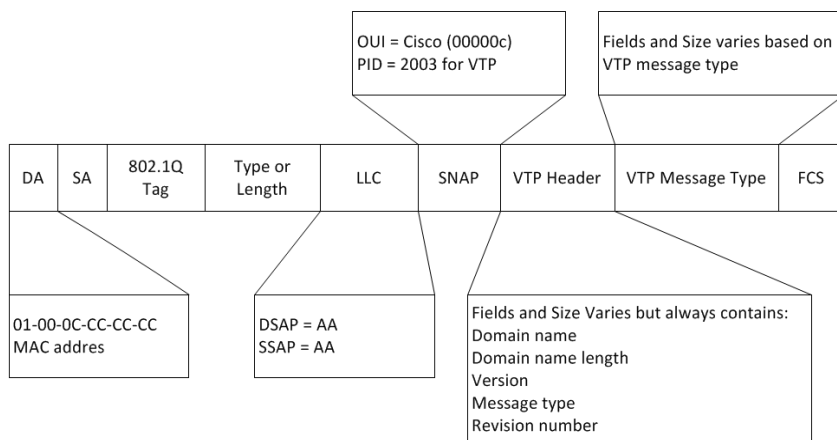 OUI = Cisco (00000c)
PID = 2003 for VTP
Fields and Size varies based on
VTP message type
DA
SA
802.1Q
Tag
Type or
Length
LLC
SNAP
VTP Header
VTP Message Type
FCS
01-00-0C-CC-CC-CC
MAC addres
DSAP = AA
SSAP = AA
Fields and Size Varies but always contains:
Domain name
Domain name length
Version
Message type
Revision number